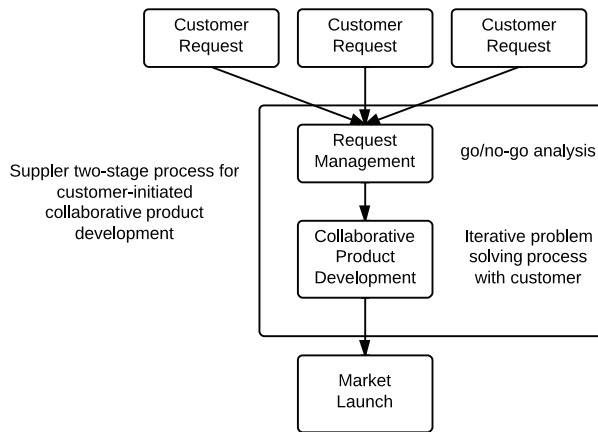 Customer
Request
Customer
Request
Customer
Request
Request
Management
go/no-go analysis
Suppler two-stage process for
customer-initiated
collaborative product
development
Collaborative
Product
Development
Iterative problem
solving process
with customer
Market
Launch